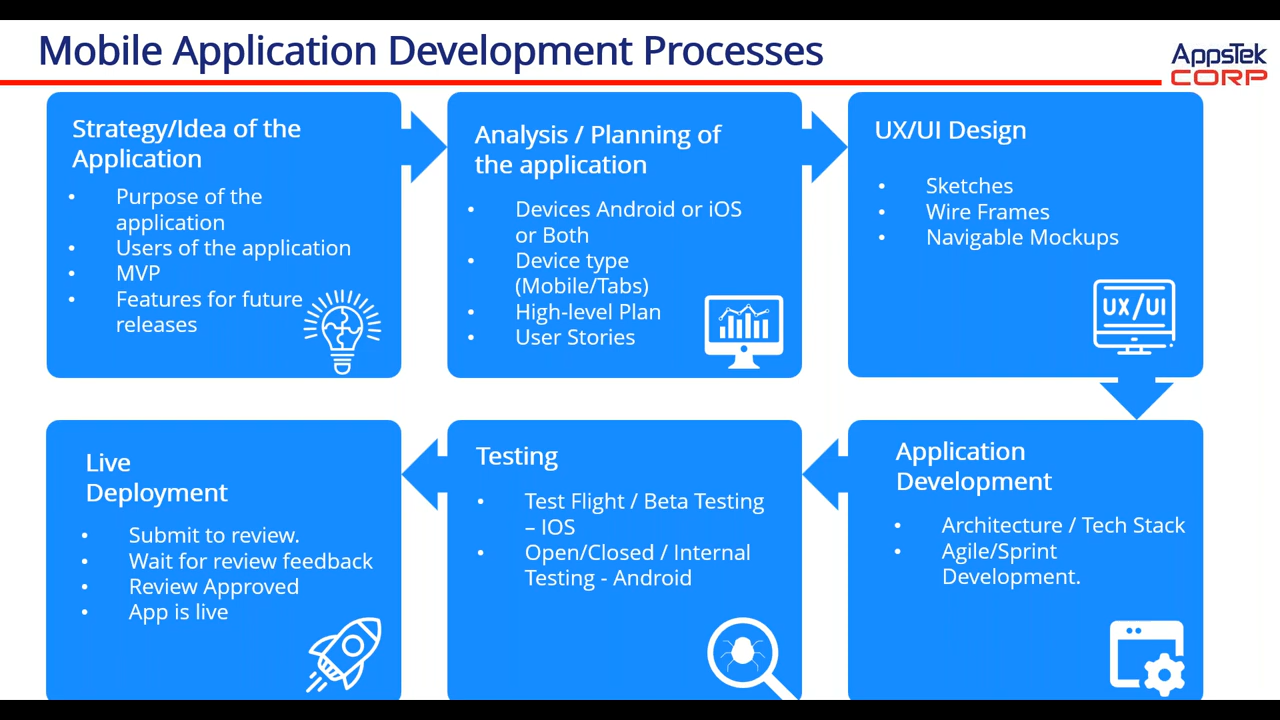 Mobile Application Development Processes
AppsTek
CORP
Strategy/Idea of the
Application
• Purpose of the
application
• Users of the application
• MVP
• Features for future
releases
Analysis / Planning of
the application
• Devices Android or iOS
or Both
• Device type
(Mobile/Tabs)
• High-level Plan
• User Stories
UX/UI Design
• Sketches
• Wire Frames
• Navigable Mockups
UX/UI
Application
Development
• Architecture / Tech Stack
• Agile/Sprint
Development.
Testing
• Test Flight / Beta Testing
– IOS
• Open/Closed / Internal
Testing - Android
Live
Deployment
• Submit to review.
• Wait for review feedback
• Review Approved
• App is live